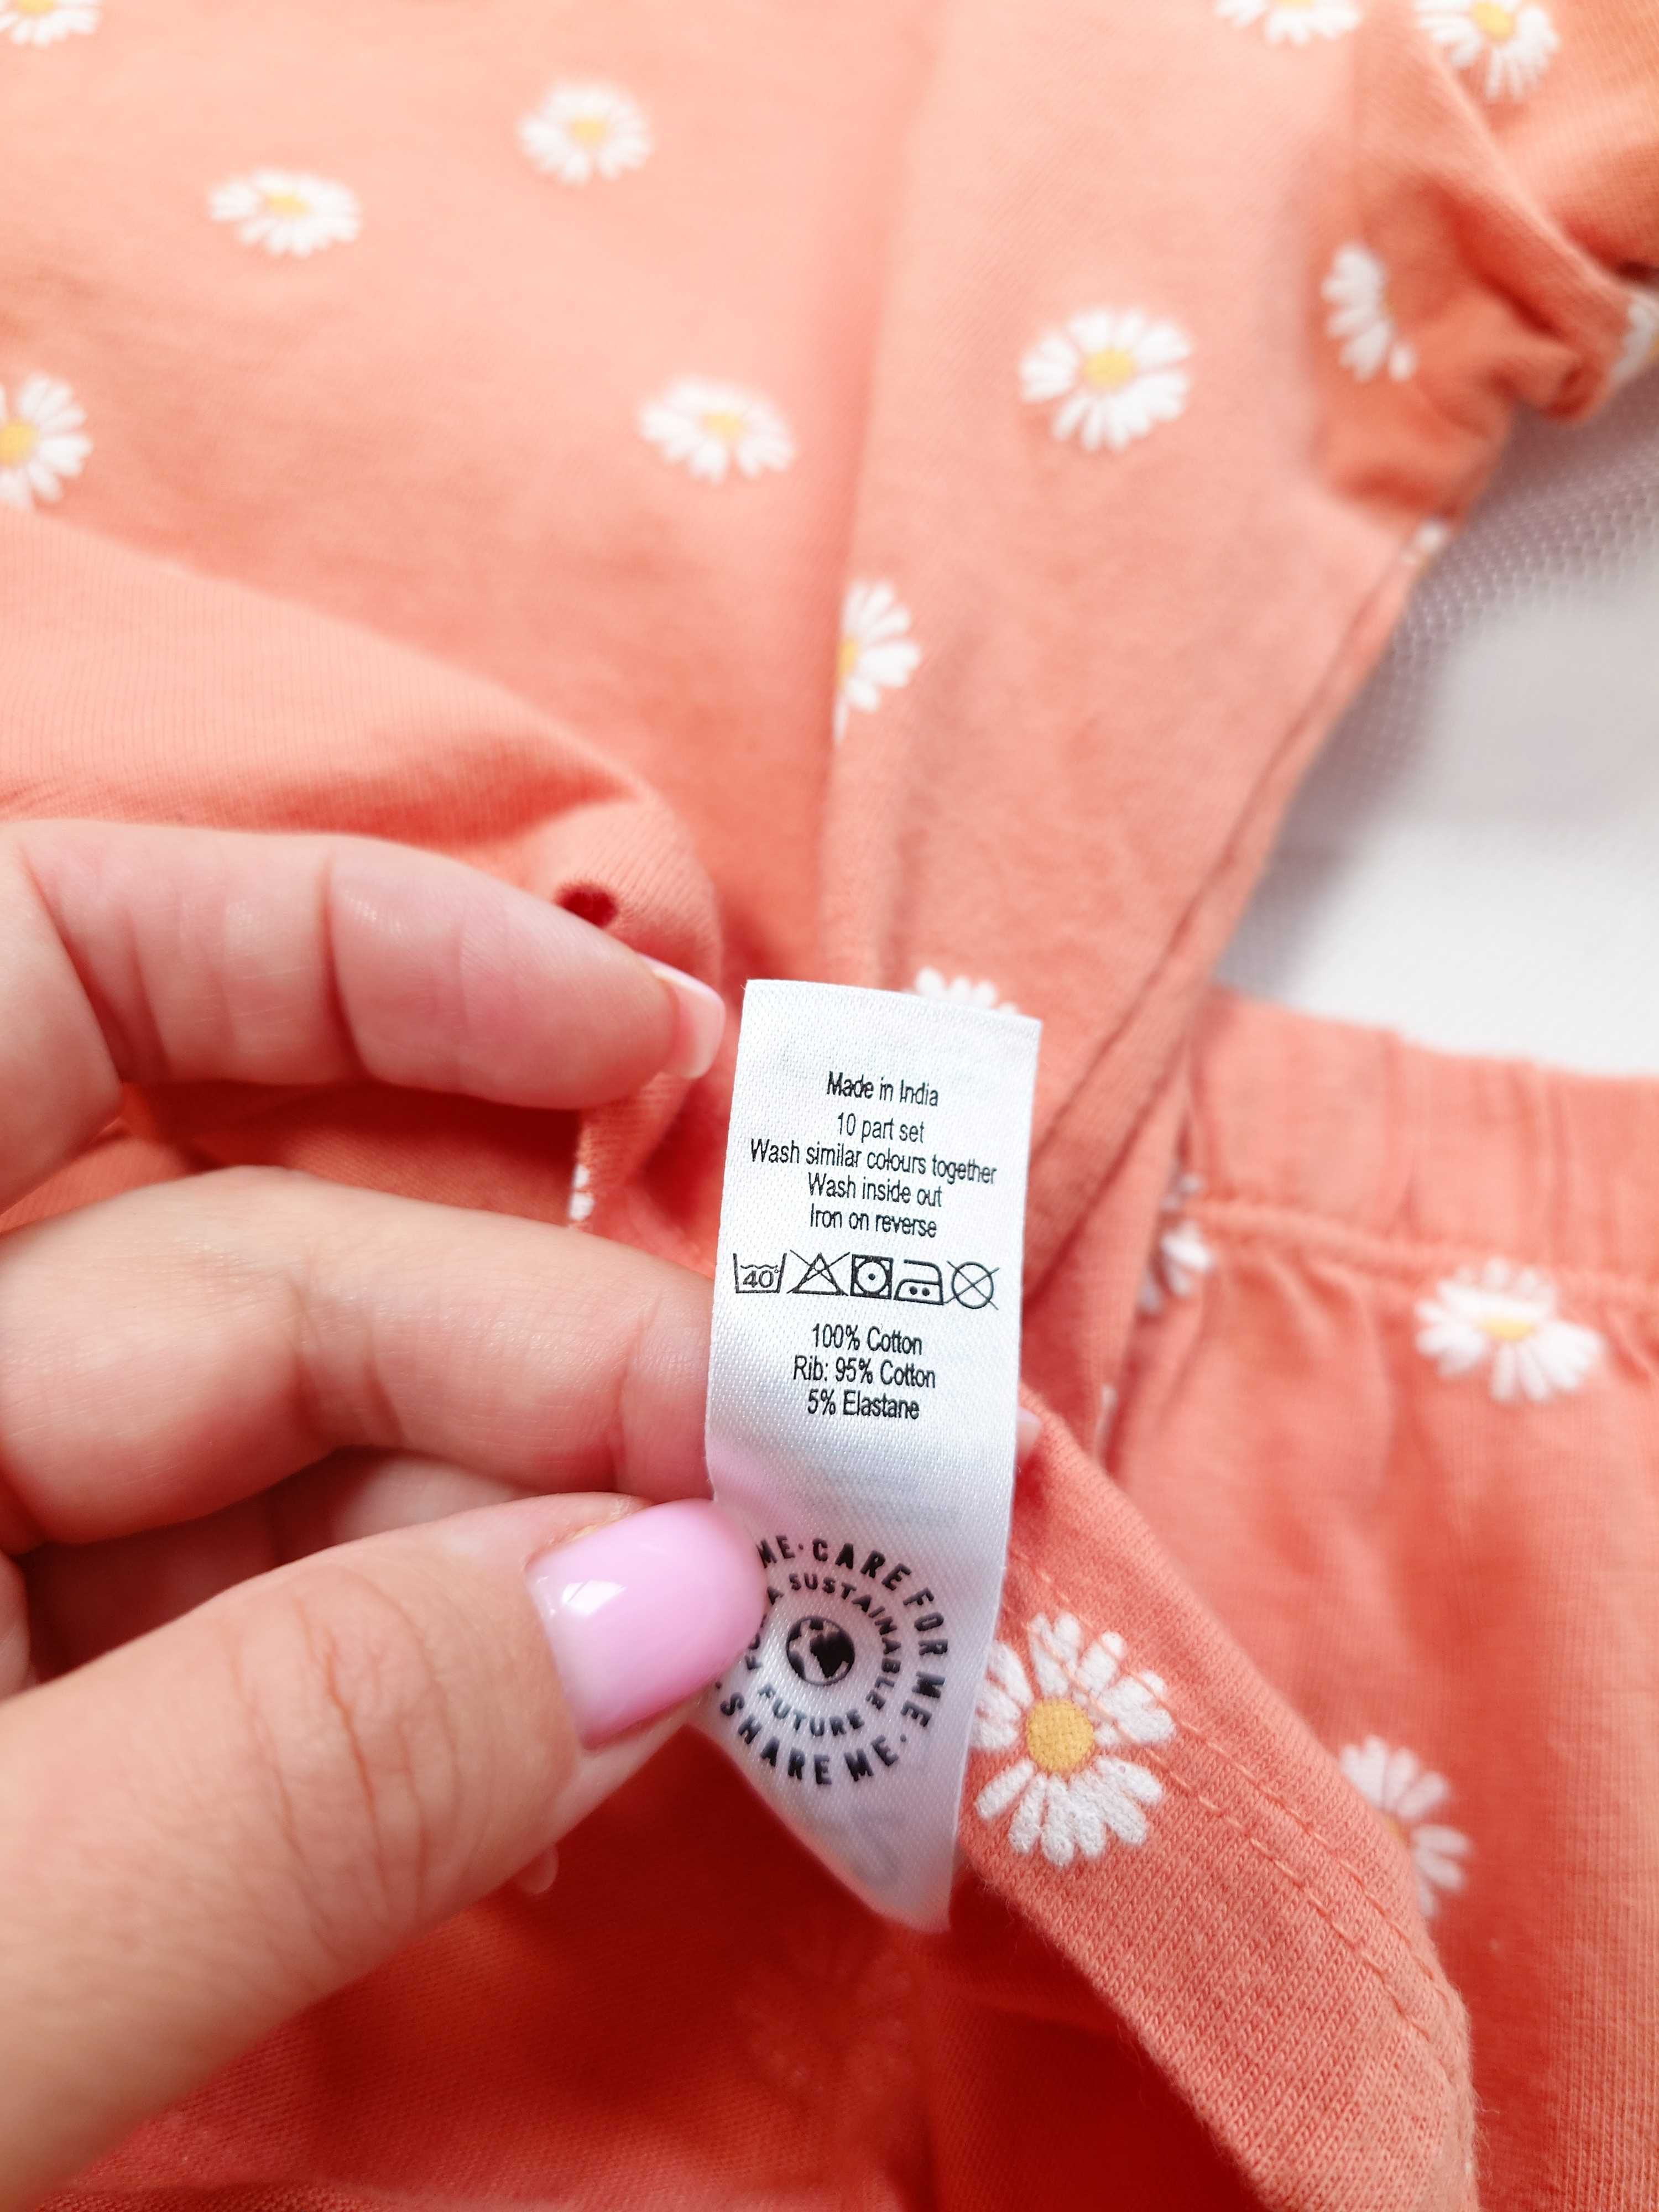 Made in India
10 part set
Wash similar colours together
Wash inside out
Iron on reverse
40°
100% Cotton
Rib: 95% Cotton
5% Elastane
ME · CARE FOR ME · SHARE ME ·
A SUSTAINABLE FUTURE